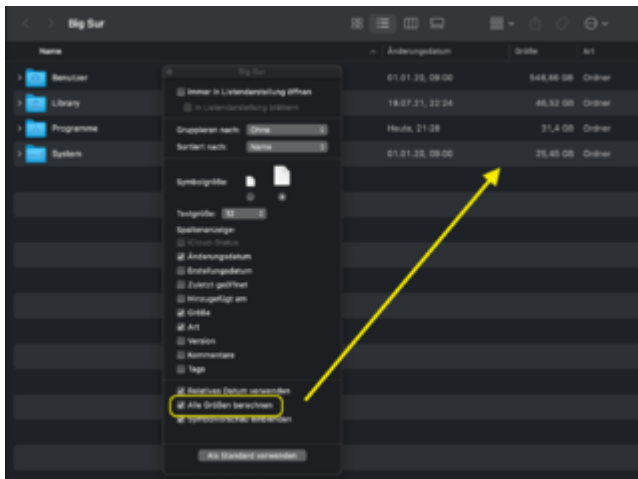 Big Sur
Name Änderungsdatum Größe Art
Benutzer 01.01.20, 09:00 548,86 GB Ordner
Library 19.07.21, 22:24 46,52 GB Ordner
Programme Heute, 21:28 31,4 GB Ordner
System 01.01.20, 09:00 25,45 GB Ordner
Big Sur
Immer in Listendarstellung öffnen
In Listendarstellung blättern
Gruppieren nach: Ohne
Sortiert nach: Name
Symbolgröße:
Textgröße: 12
Spaltenanzeige:
iCloud-Status
Änderungsdatum
Erstellungsdatum
Zuletzt geöffnet
Hinzugefügt am
Größe
Art
Version
Kommentare
Tags
Relatives Datum verwenden
Alle Größen berechnen
Symbolvorschau einblenden
Als Standard verwenden